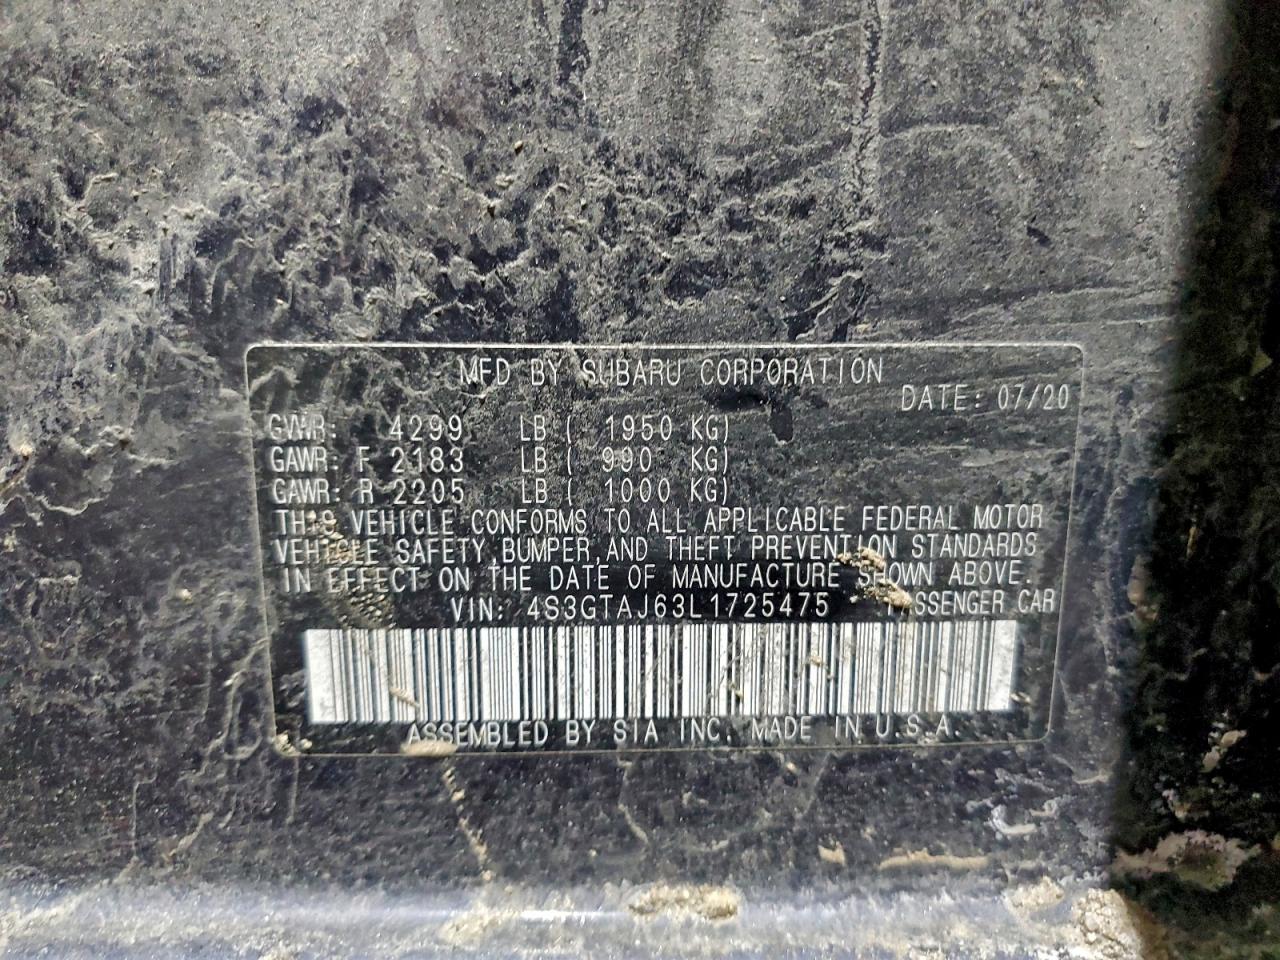 MFD BY SUBARU CORPORATION
DATE: 07/20
GVWR: 4299 LB ( 1950 KG)
GAWR: F 2183 LB ( 990 KG)
GAWR: R 2205 LB ( 1000 KG)
THIS VEHICLE CONFORMS TO ALL APPLICABLE FEDERAL MOTOR
VEHICLE SAFETY, BUMPER, AND THEFT PREVENTION STANDARDS
IN EFFECT ON THE DATE OF MANUFACTURE SHOWN ABOVE.
VIN: 4S3GTAJ63L1725475 PASSENGER CAR
ASSEMBLED BY SIA INC. MADE IN U.S.A.